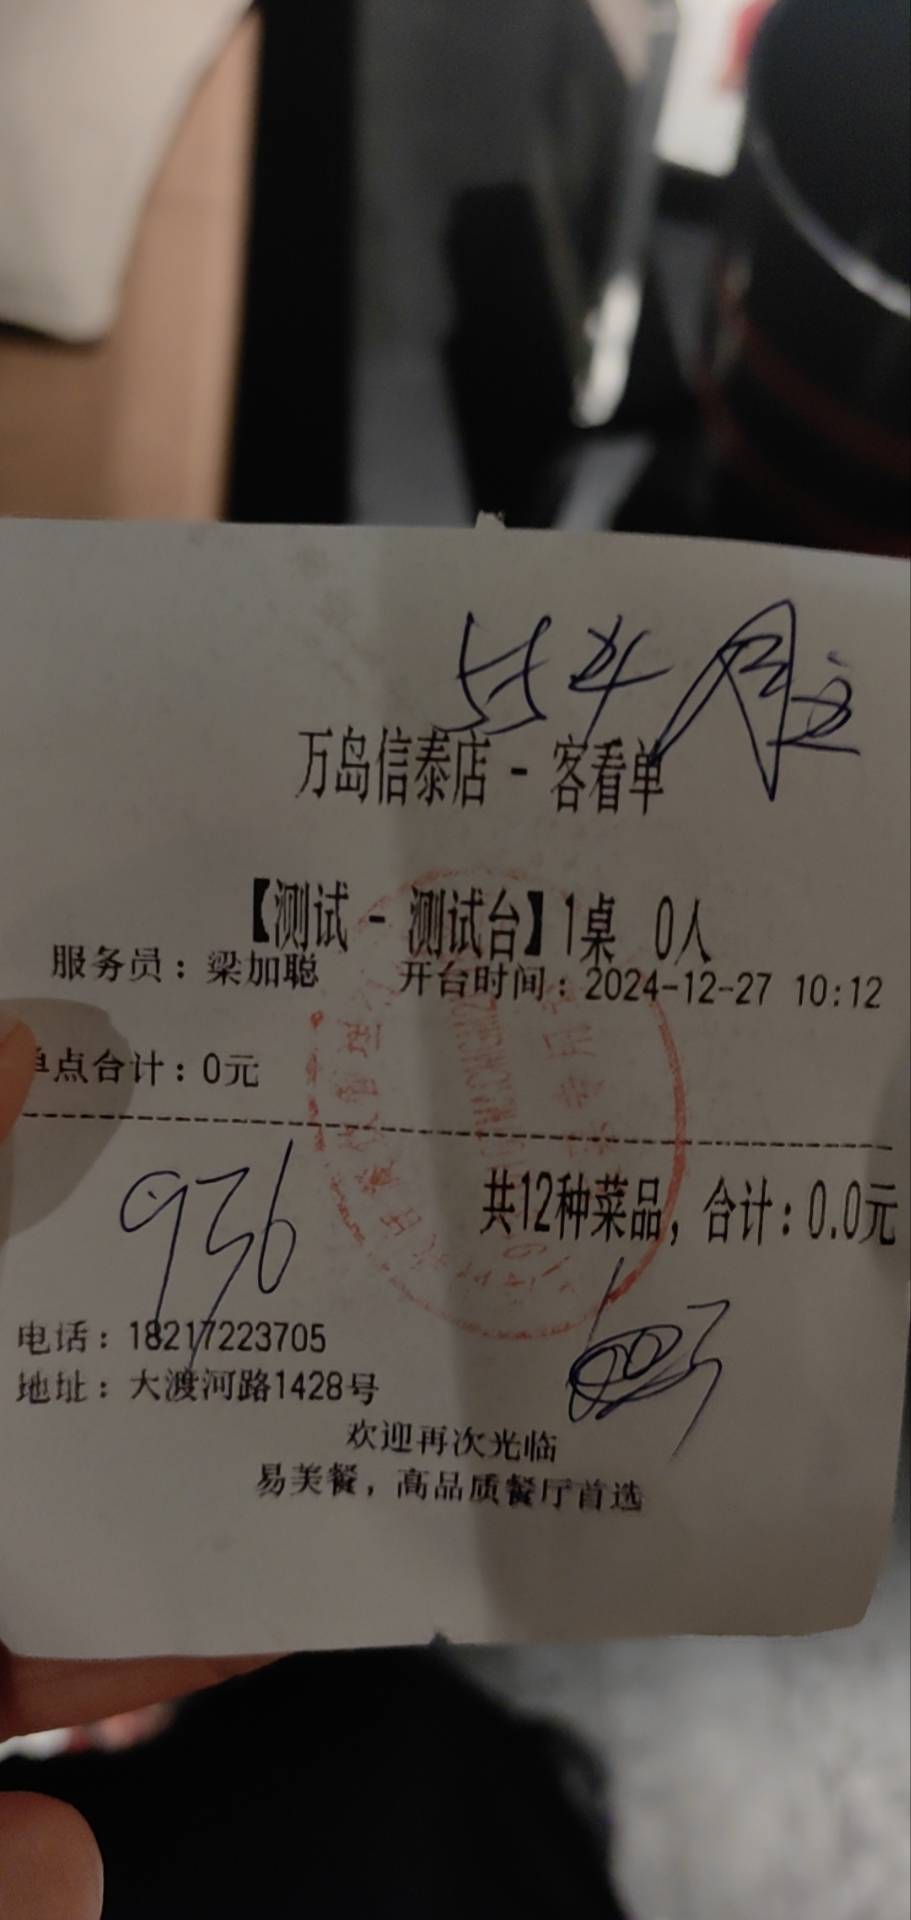 554
万岛信泰店 - 客看单
【测试 - 测试台】1桌 0人
服务员：梁加聪 开台时间：2024-12-27 10:12
单点合计：0元
936
共12种菜品，合计：0.0元
电话：18217223705
地址：大渡河路1428号
欢迎再次光临
易美餐，高品质餐厅首选